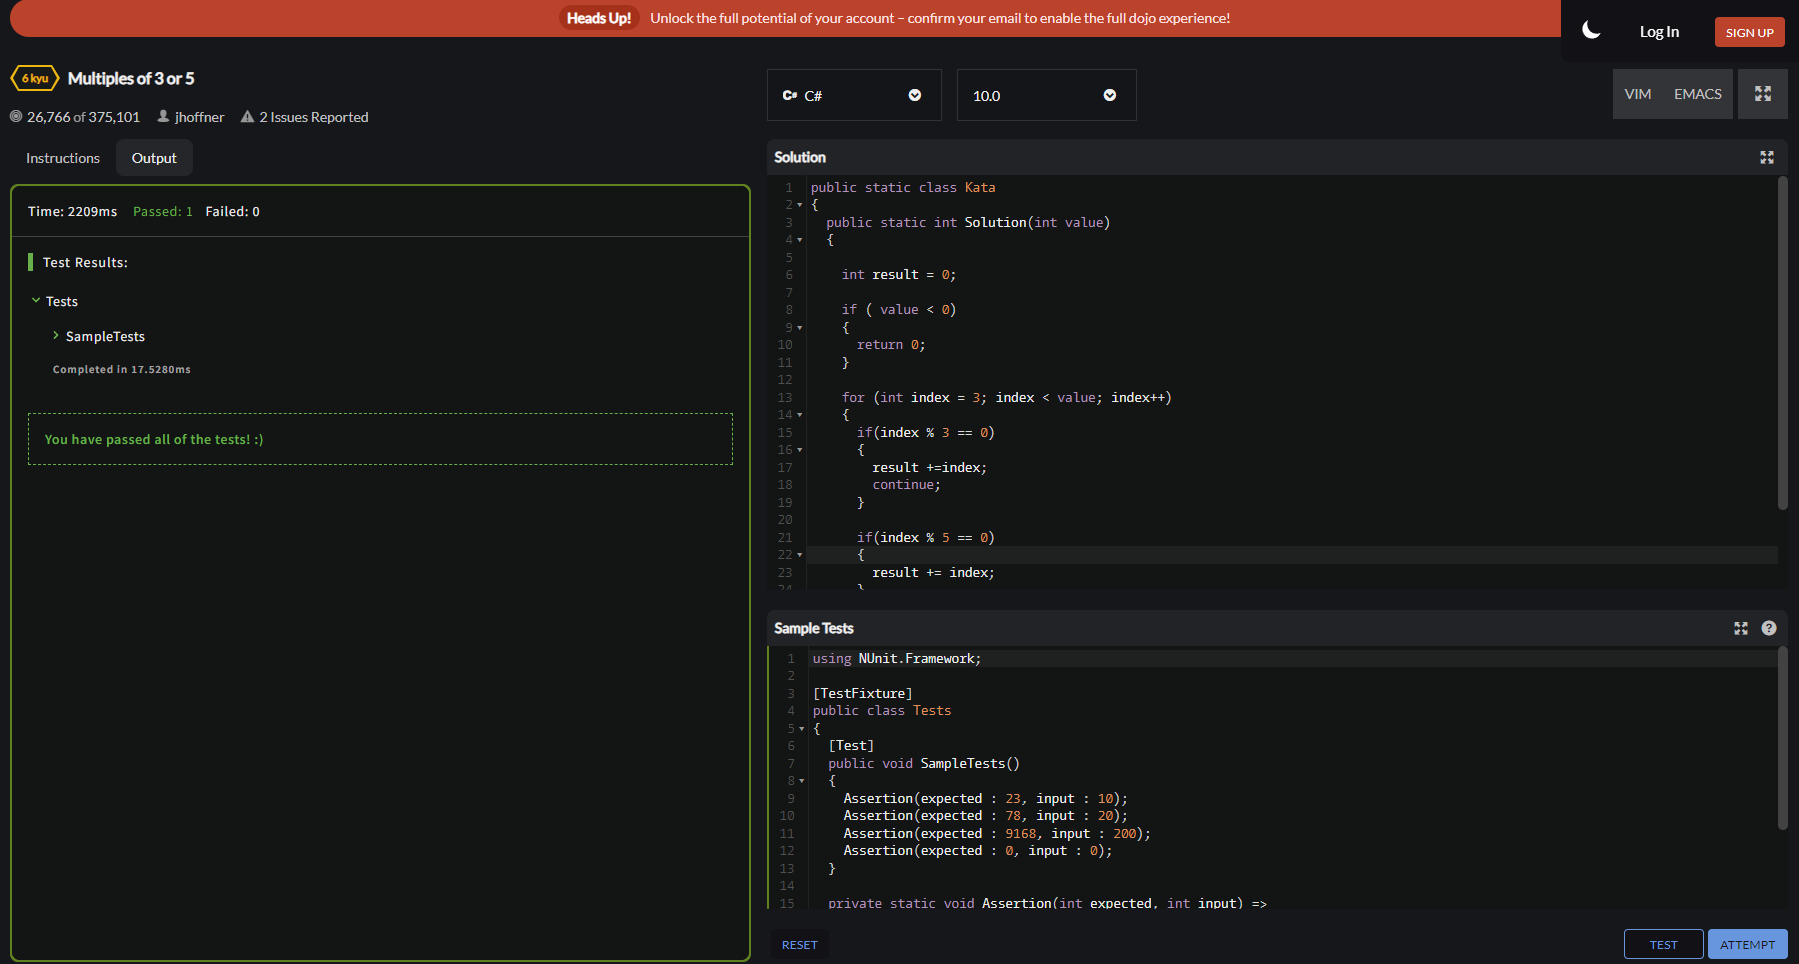 Heads Up! Unlock the full potential of your account – confirm your email to enable the full dojo experience!
Log In
SIGN UP
6 kyu Multiples of 3 or 5
26,766 of 375,101 jhoffner 2 Issues Reported
Instructions Output
Time: 2209ms Passed: 1 Failed: 0
Test Results:
Tests
SampleTests
Completed in 17.5280ms
You have passed all of the tests! :)
C# C#
10.0
VIM EMACS
Solution
1 public static class Kata
2 {
3 public static int Solution(int value)
4 {
5
6 int result = 0;
7
8 if ( value < 0)
9 {
10 return 0;
11 }
12
13 for (int index = 3; index < value; index++)
14 {
15 if(index % 3 == 0)
16 {
17 result +=index;
18 continue;
19 }
20
21 if(index % 5 == 0)
22 {
23 result += index;
24 }
Sample Tests
?
1 using NUnit.Framework;
2
3 [TestFixture]
4 public class Tests
5 {
6 [Test]
7 public void SampleTests()
8 {
9 Assertion(expected : 23, input : 10);
10 Assertion(expected : 78, input : 20);
11 Assertion(expected : 9168, input : 200);
12 Assertion(expected : 0, input : 0);
13 }
14
15 private static void Assertion(int expected, int input) =>
RESET
TEST
ATTEMPT